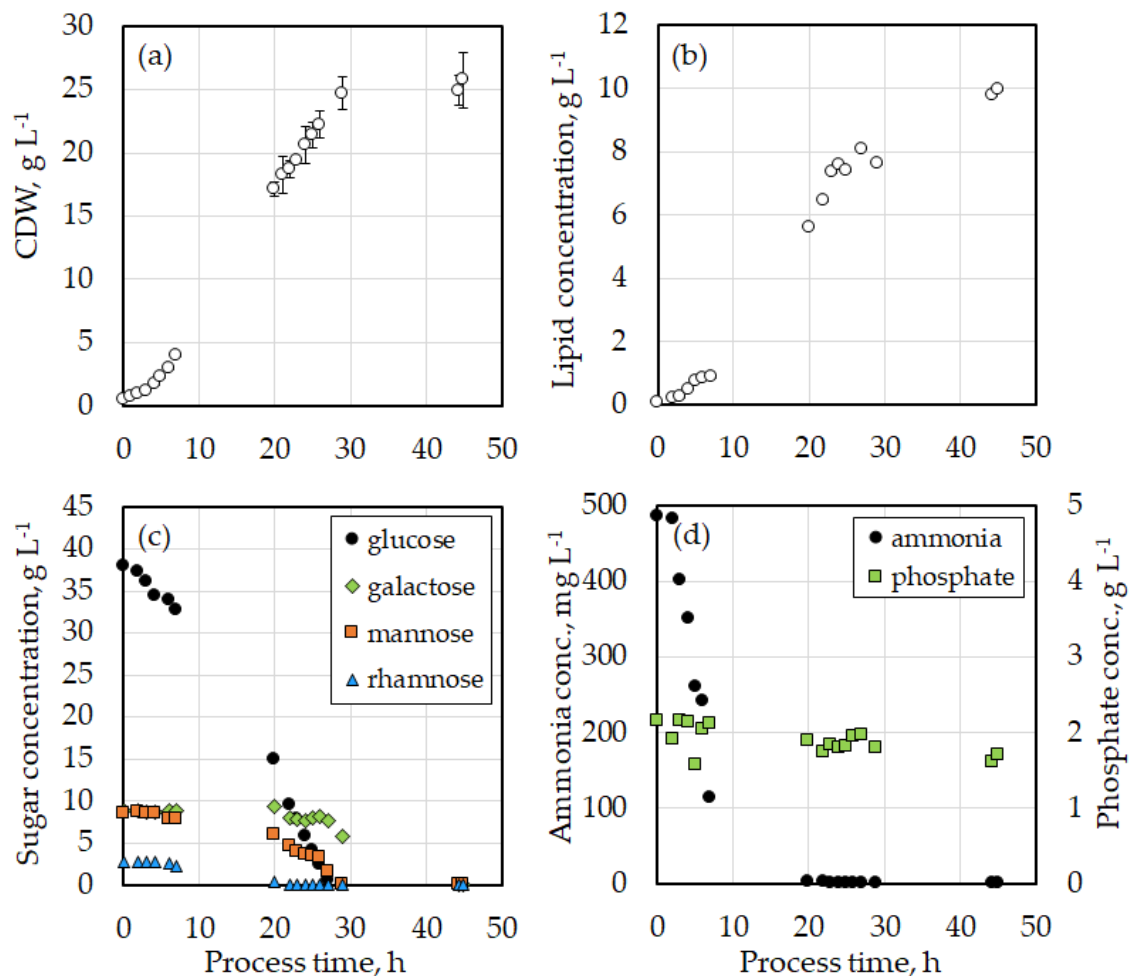 (a)
CDW, g L-1
30
25
20
15
10
5
0
0 10 20 30 40 50
(b)
Lipid concentration, g L-1
12
10
8
6
4
2
0
0 10 20 30 40 50
(c)
Sugar concentration, g L-1
45
40
35
30
25
20
15
10
5
0
glucose
galactose
mannose
rhamnose
0 10 20 30 40 50
Process time, h
(d)
Ammonia conc., mg L-1
500
400
300
200
100
0
ammonia
phosphate
5
4
3
2
1
0
Phosphate conc., g L-1
0 10 20 30 40 50
Process time, h